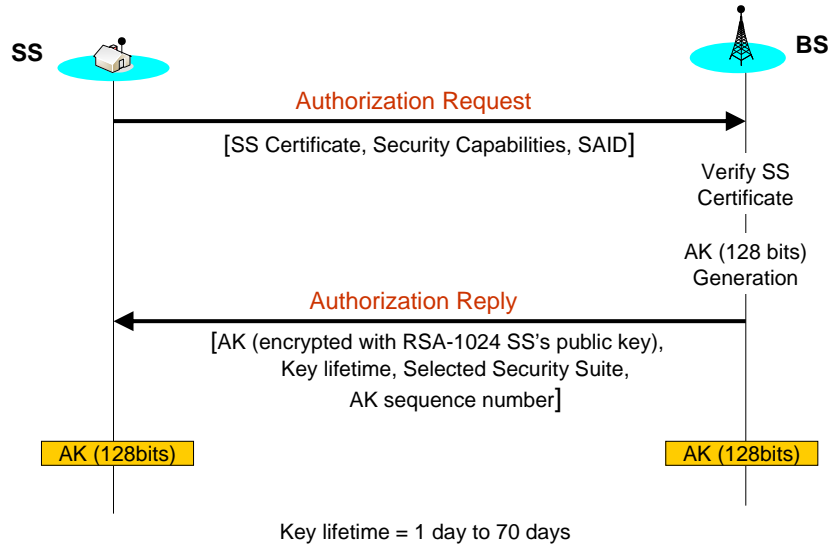 SS
BS
Authorization Request
[SS Certificate, Security Capabilities, SAID]
Verify SS
Certificate
AK (128 bits)
Generation
Authorization Reply
[AK (encrypted with RSA-1024 SS's public key),
Key lifetime, Selected Security Suite,
AK sequence number]
AK (128bits)
AK (128bits)
Key lifetime = 1 day to 70 days